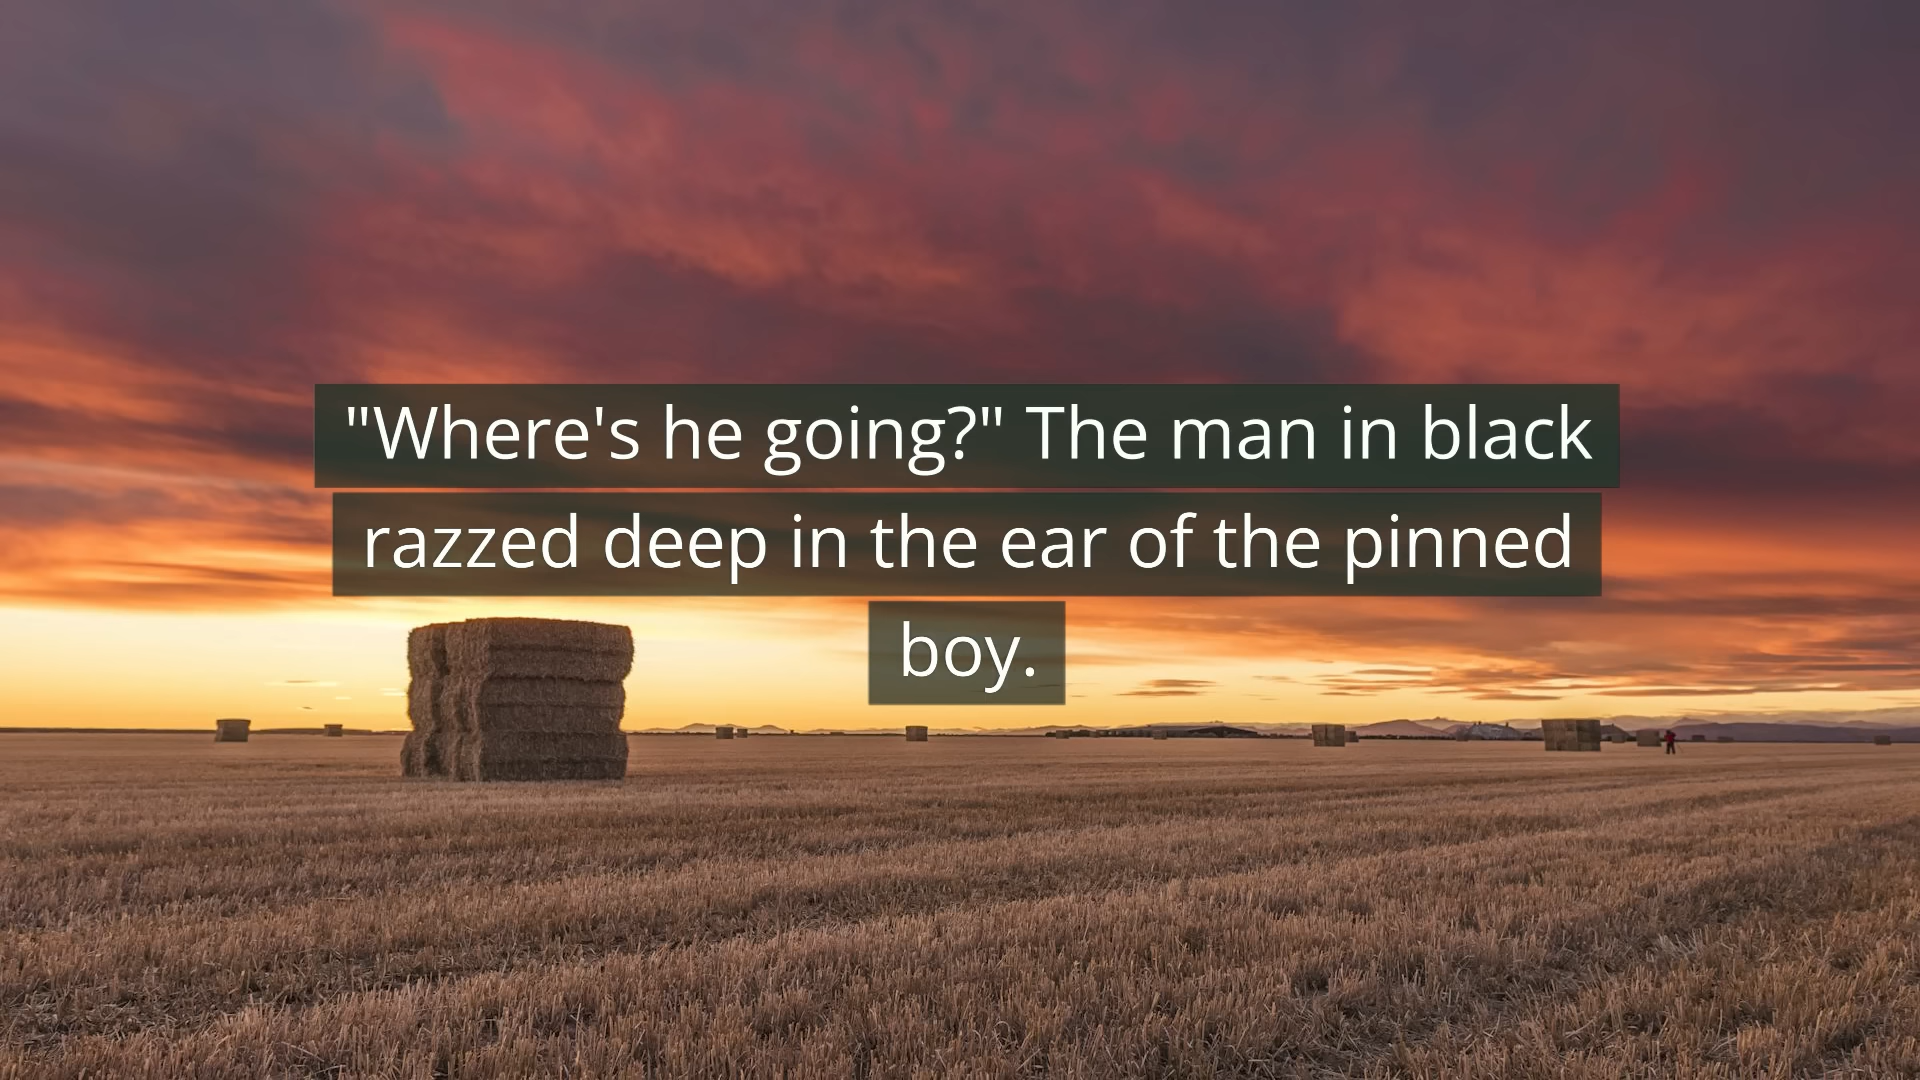 "Where's he going?" The man in black
razzed deep in the ear of the pinned
boy.